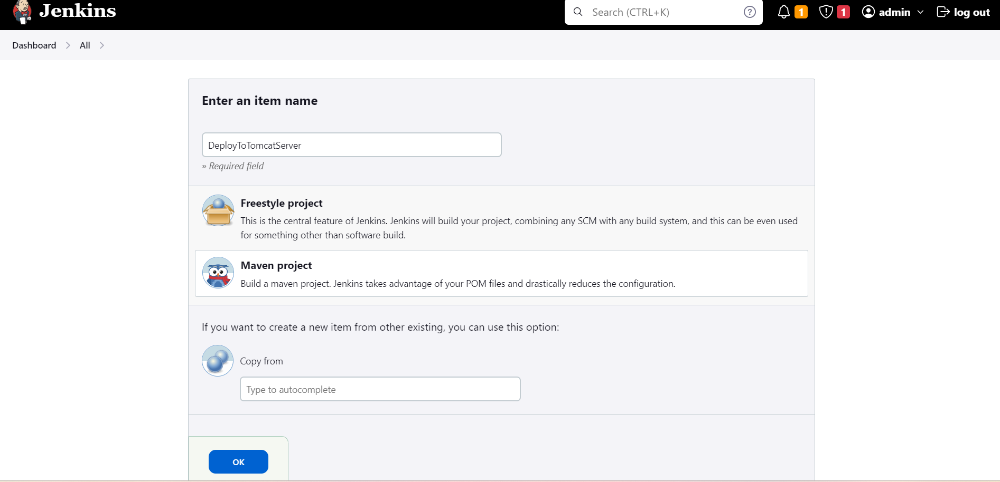 Jenkins
Search (CTRL+K)
?
1
1
admin
log out
Dashboard
All
Enter an item name
DeployToTomcatServer
» Required field
Freestyle project
This is the central feature of Jenkins. Jenkins will build your project, combining any SCM with any build system, and this can be even used
for something other than software build.
Maven project
Build a maven project. Jenkins takes advantage of your POM files and drastically reduces the configuration.
If you want to create a new item from other existing, you can use this option:
Copy from
Type to autocomplete
OK